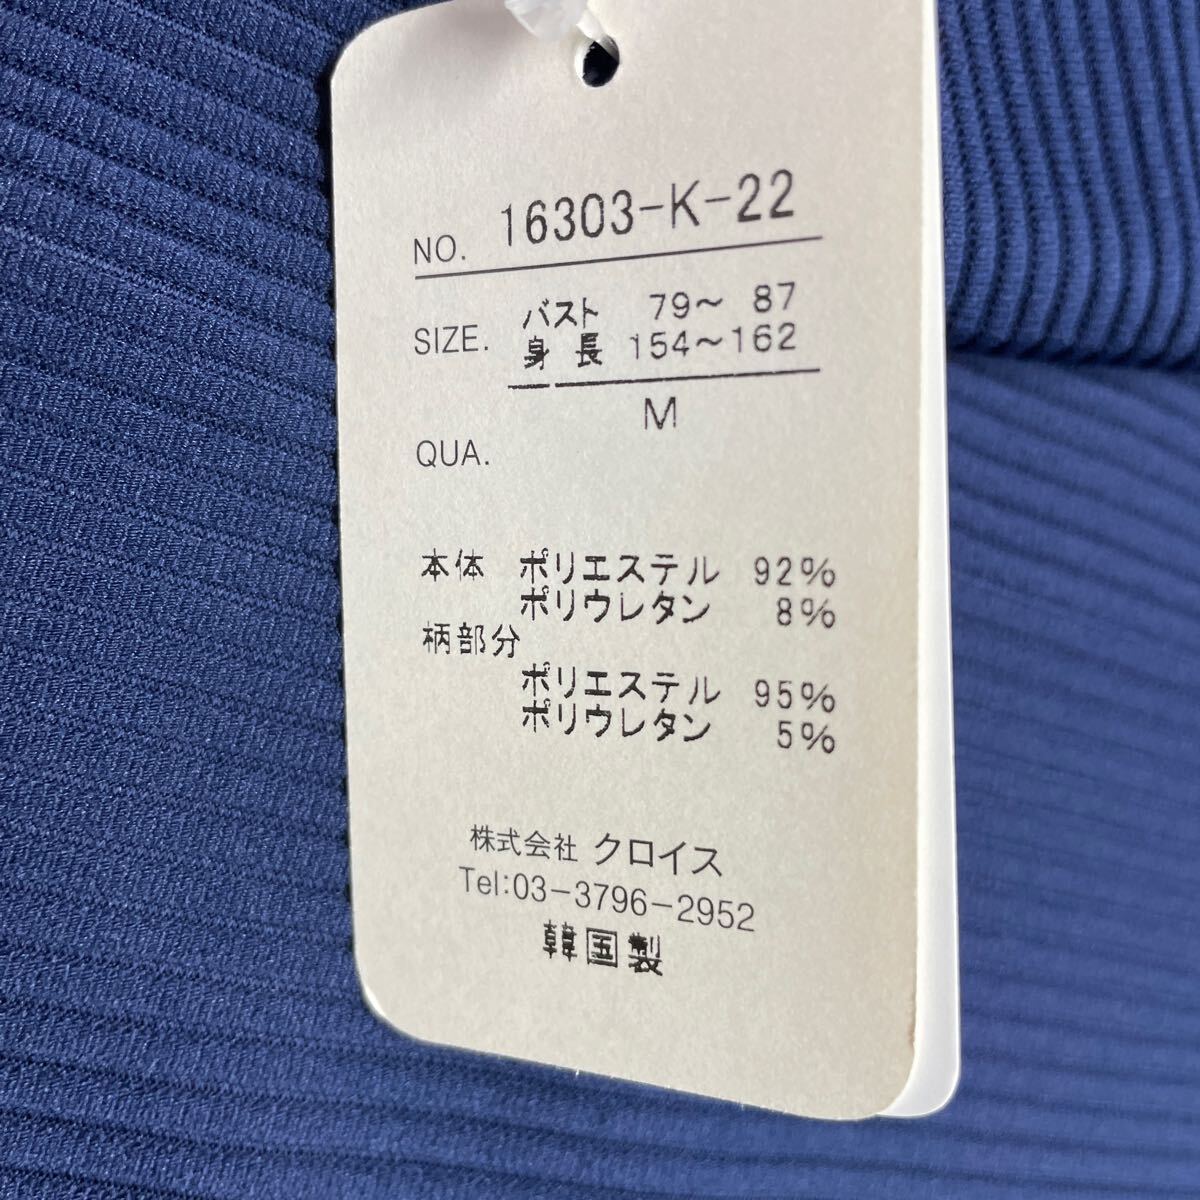 NO. 16303-K-22
SIZE. バスト 79～ 87
身 長 154～162
M
QUA.
本体 ポリエステル 92%
ポリウレタン 8%
柄部分
ポリエステル 95%
ポリウレタン 5%
株式会社 クロイス
Tel:03-3796-2952
韓国製